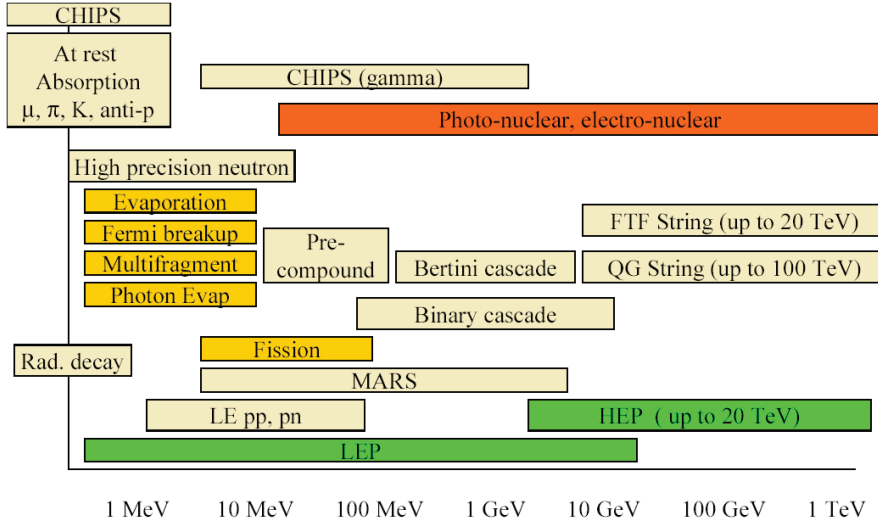 CHIPS
At rest
Absorption
μ, π, K, anti-p
CHIPS (gamma)
Photo-nuclear, electro-nuclear
High precision neutron
Evaporation
Fermi breakup
Multifragment
Photon Evap
Pre-
compound
Bertini cascade
FTF String (up to 20 TeV)
QG String (up to 100 TeV)
Binary cascade
Fission
Rad. decay
MARS
LE pp, pn
HEP ( up to 20 TeV)
LEP
1 MeV 10 MeV 100 MeV 1 GeV 10 GeV 100 GeV 1 TeV